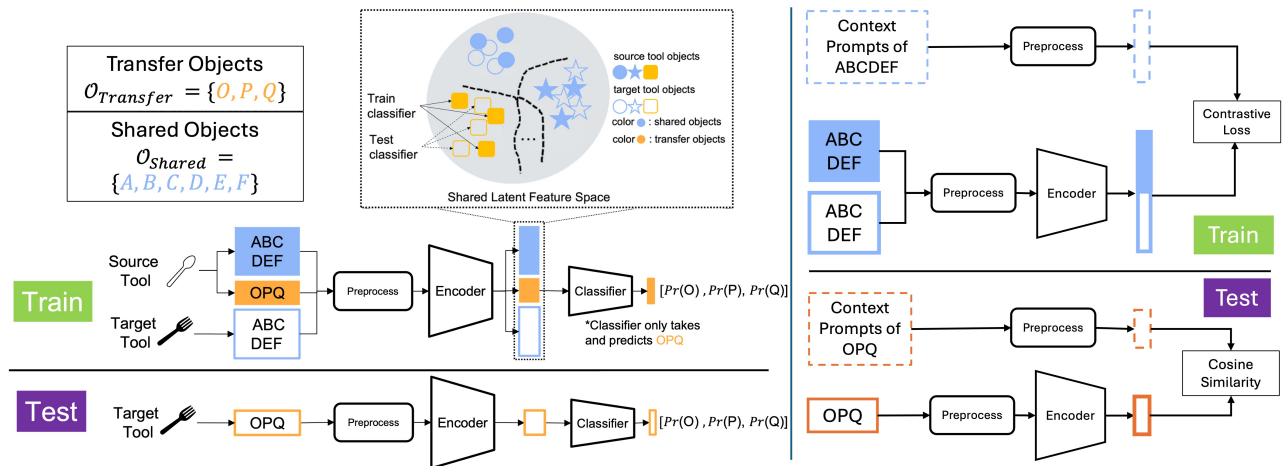 Transfer Objects
𝒪_Transfer = {O, P, Q}
Shared Objects
𝒪_Shared =
{A, B, C, D, E, F}
source tool objects
target tool objects
color : shared objects
color : transfer objects
Train
classifier
Test
classifier
...
Shared Latent Feature Space
Train
Source
Tool
Target
Tool
ABC
DEF
OPQ
ABC
DEF
Preprocess
Encoder
Classifier
[Pr(O) , Pr(P), Pr(Q)]
*Classifier only takes
and predicts OPQ
Test
Target
Tool
OPQ
Preprocess
Encoder
Classifier
[Pr(O) , Pr(P), Pr(Q)]
Context
Prompts of
ABCDEF
Preprocess
Contrastive
Loss
ABC
DEF
ABC
DEF
Preprocess
Encoder
Train
Test
Context
Prompts of
OPQ
Preprocess
Cosine
Similarity
OPQ
Preprocess
Encoder